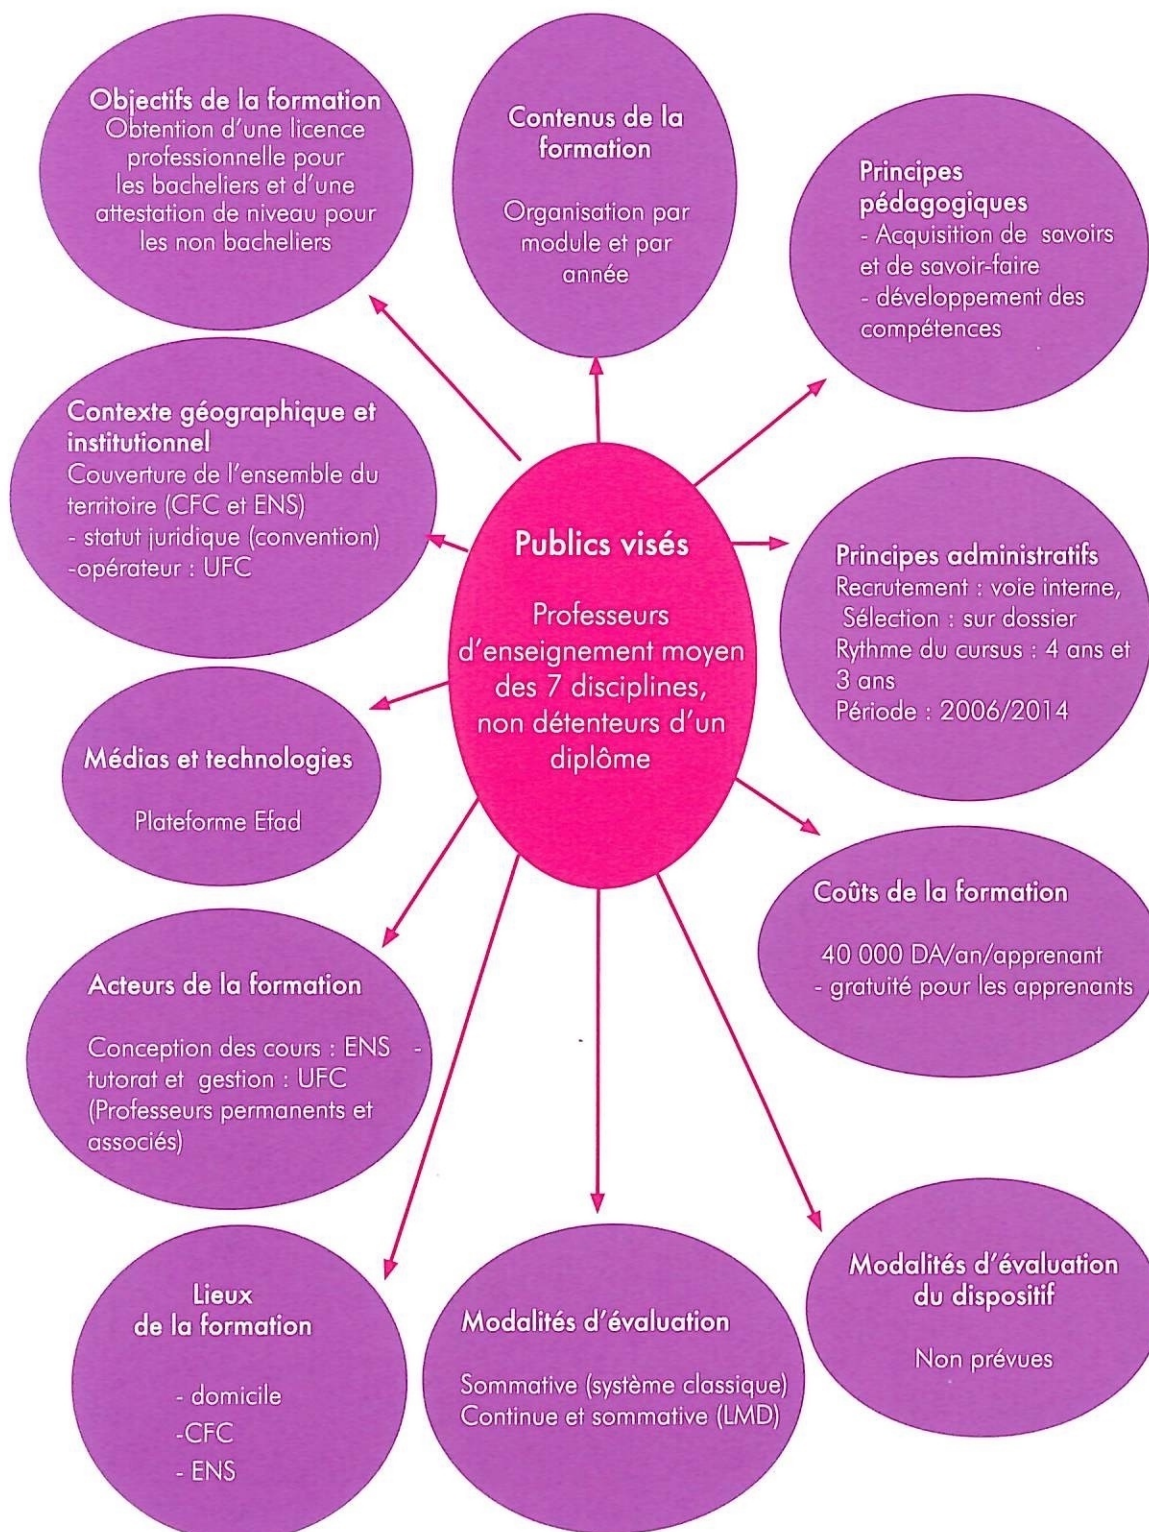 Objectifs de la formation
Obtention d'une licence
professionnelle pour
les bacheliers et d'une
attestation de niveau pour
les non bacheliers
Contenus de la
formation
Organisation par
module et par
année
Principes
pédagogiques
- Acquisition de savoirs
et de savoir-faire
- développement des
compétences
Contexte géographique et
institutionnel
Couverture de l'ensemble du
territoire (CFC et ENS)
- statut juridique (convention)
-opérateur : UFC
Publics visés
Professeurs
d'enseignement moyen
des 7 disciplines,
non détenteurs d'un
diplôme
Principes administratifs
Recrutement : voie interne,
Sélection : sur dossier
Rythme du cursus : 4 ans et
3 ans
Période : 2006/2014
Médias et technologies
Plateforme Efad
Coûts de la formation
40 000 DA/an/apprenant
- gratuité pour les apprenants
Acteurs de la formation
Conception des cours : ENS -
tutorat et gestion : UFC
(Professeurs permanents et
associés)
Lieux
de la formation
- domicile
-CFC
- ENS
Modalités d'évaluation
Sommative (système classique)
Continue et sommative (LMD)
Modalités d'évaluation
du dispositif
Non prévues